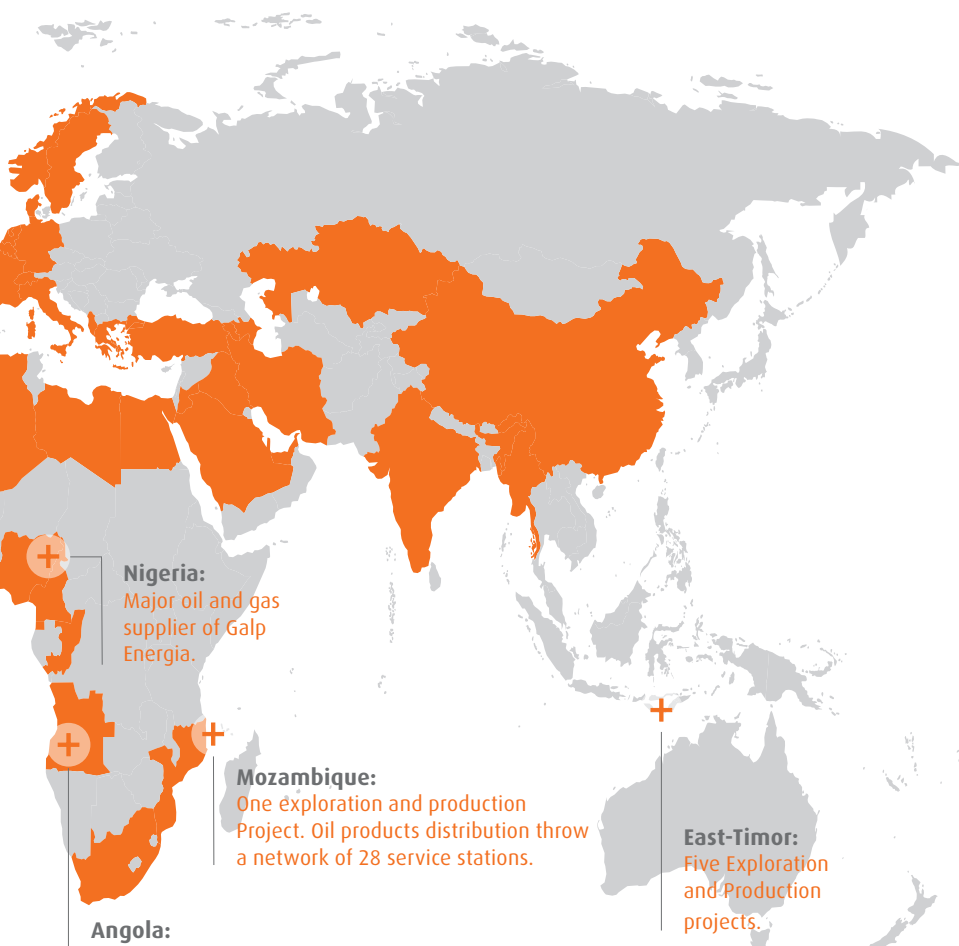 Nigeria:
Major oil and gas
supplier of Galp
Energia.
Mozambique:
One exploration and production
Project. Oil products distribution throw
a network of 28 service stations.
East-Timor:
Five Exploration
and Production
projects.
Angola: